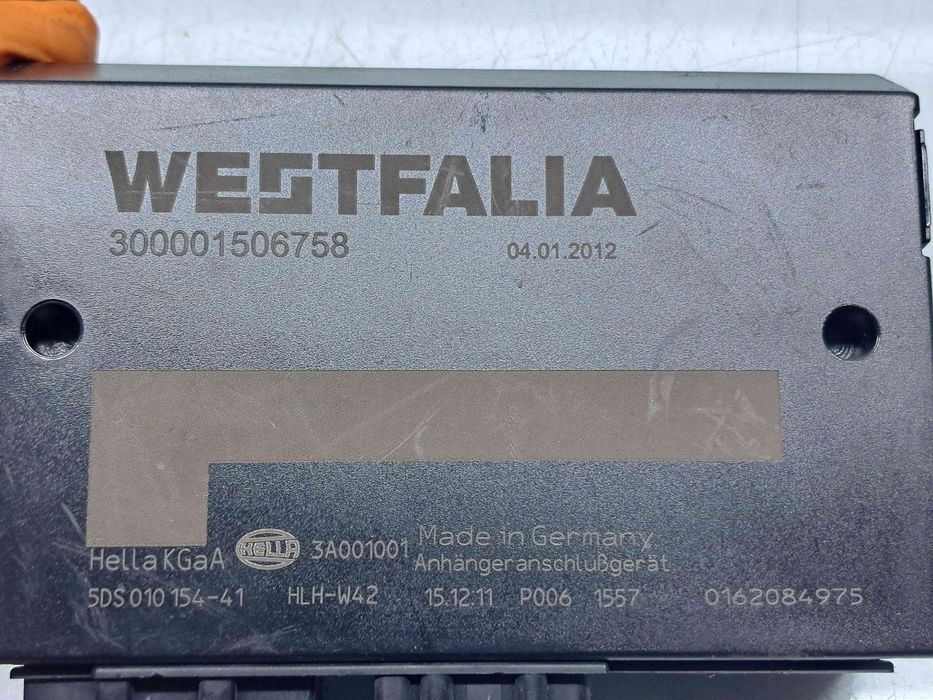 WESTFALIA
300001506758 04.01.2012
Hella KGaA HELLA 3A001001 Made in Germany
Anhängeranschlußgerät
5DS 010 154-41 HLH-W42 15.12.11 P006 1557 0162084975